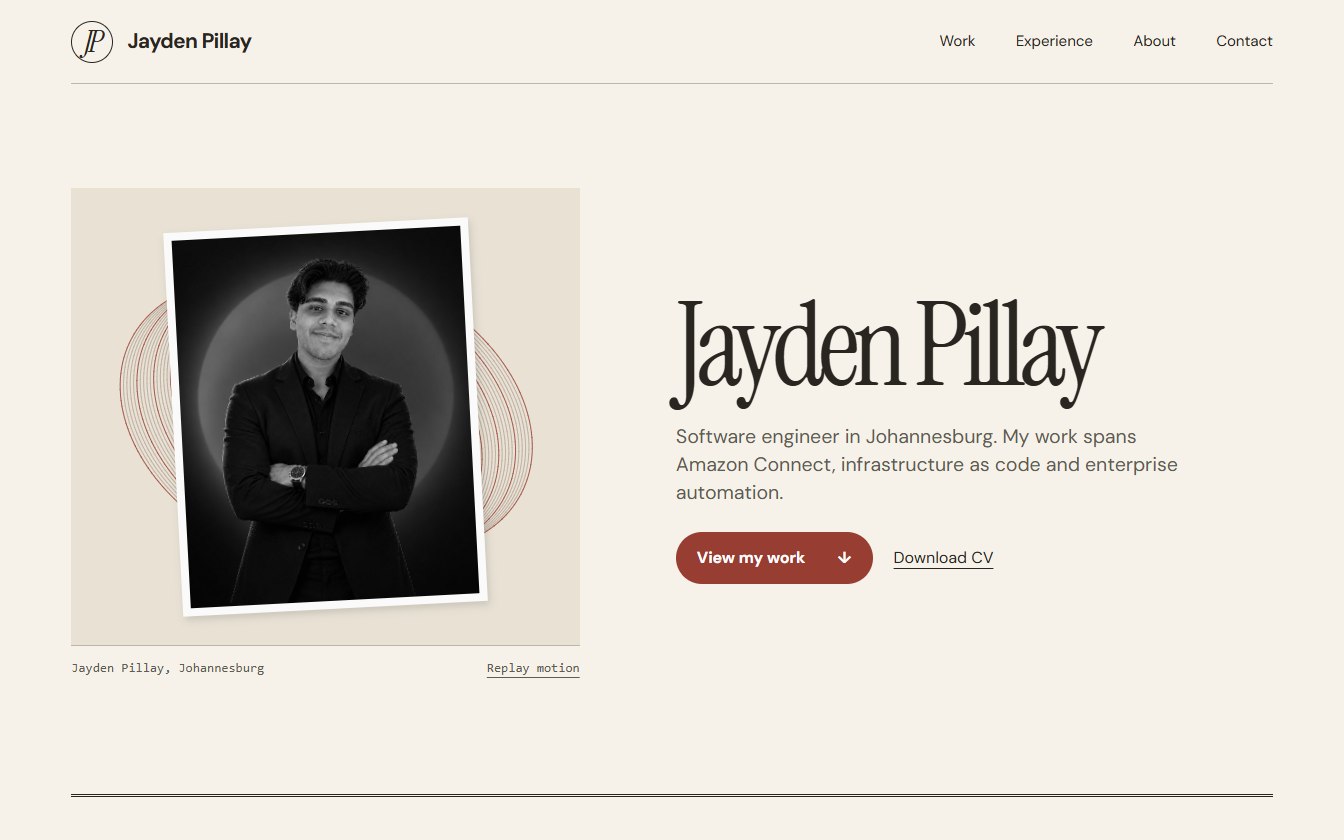 JP Jayden Pillay
Work Experience About Contact
Jayden Pillay
Software engineer in Johannesburg. My work spans
Amazon Connect, infrastructure as code and enterprise
automation.
View my work ↓ Download CV
Jayden Pillay, Johannesburg
Replay motion